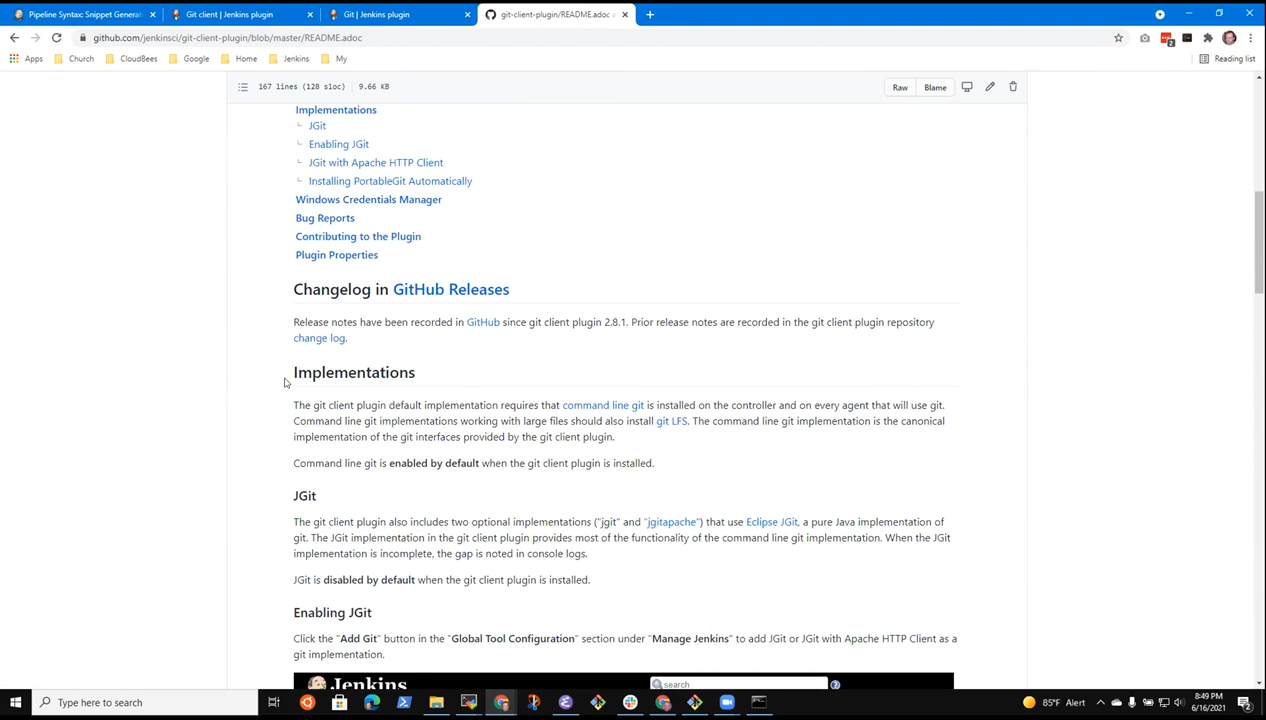 Pipeline Syntax: Snippet Generat
Git client | Jenkins plugin
Git | Jenkins plugin
git-client-plugin/README.adoc a
github.com/jenkinsci/git-client-plugin/blob/master/README.adoc
2
Apps
Church
CloudBees
Google
Home
Jenkins
My
Reading list
167 lines (128 sloc)
9.66 KB
Raw
Blame
Implementations
JGit
Enabling JGit
JGit with Apache HTTP Client
Installing PortableGit Automatically
Windows Credentials Manager
Bug Reports
Contributing to the Plugin
Plugin Properties
Changelog in GitHub Releases
Release notes have been recorded in GitHub since git client plugin 2.8.1. Prior release notes are recorded in the git client plugin repository
change log.
Implementations
The git client plugin default implementation requires that command line git is installed on the controller and on every agent that will use git.
Command line git implementations working with large files should also install git LFS. The command line git implementation is the canonical
implementation of the git interfaces provided by the git client plugin.
Command line git is enabled by default when the git client plugin is installed.
JGit
The git client plugin also includes two optional implementations ("jgit" and "jgitapache") that use Eclipse JGit, a pure Java implementation of
git. The JGit implementation in the git client plugin provides most of the functionality of the command line git implementation. When the JGit
implementation is incomplete, the gap is noted in console logs.
JGit is disabled by default when the git client plugin is installed.
Enabling JGit
Click the "Add Git" button in the "Global Tool Configuration" section under "Manage Jenkins" to add JGit or JGit with Apache HTTP Client as a
git implementation.
Jenkins
search
Type here to search
85°F Alert
8:49 PM
6/16/2021
2